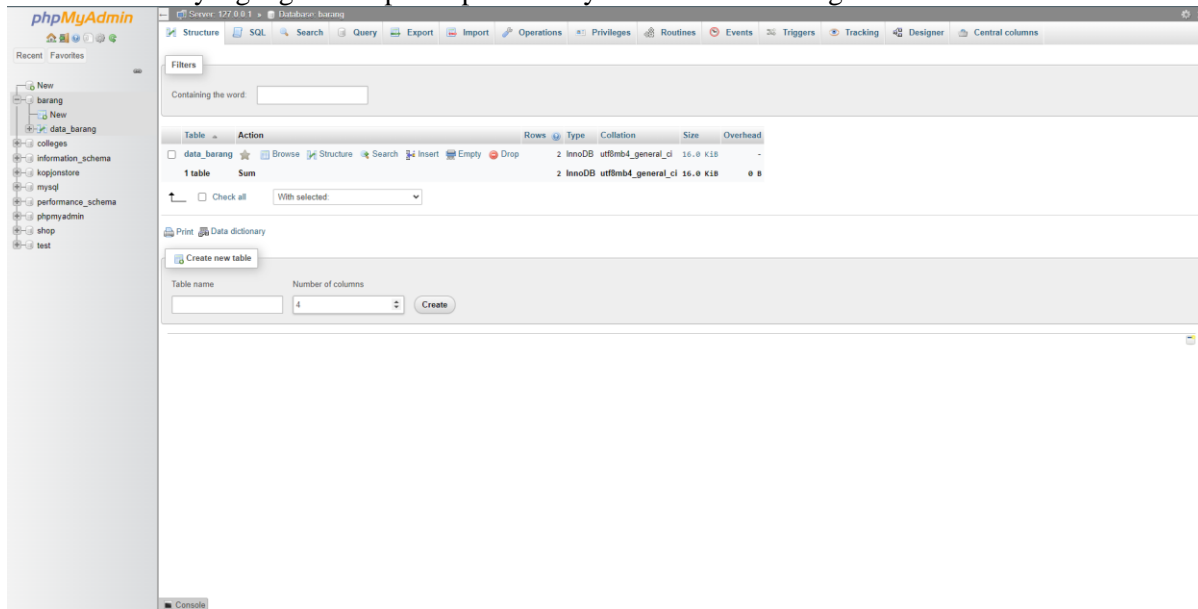 phpMyAdmin
Recent Favorites
New
barang
New
data_barang
colleges
information_schema
kopjonstore
mysql
performance_schema
phpmyadmin
shop
test
Server: 127.0.0.1 » Database: barang
Structure SQL Search Query Export Import Operations Privileges Routines Events Triggers Tracking Designer Central columns
Filters
Containing the word:
Table Action Rows Type Collation Size Overhead
data_barang Browse Structure Search Insert Empty Drop 2 InnoDB utf8mb4_general_ci 16.0 KiB -
1 table Sum 2 InnoDB utf8mb4_general_ci 16.0 KiB 0 B
Check all With selected:
Print Data dictionary
Create new table
Table name Number of columns
4 Create
Console